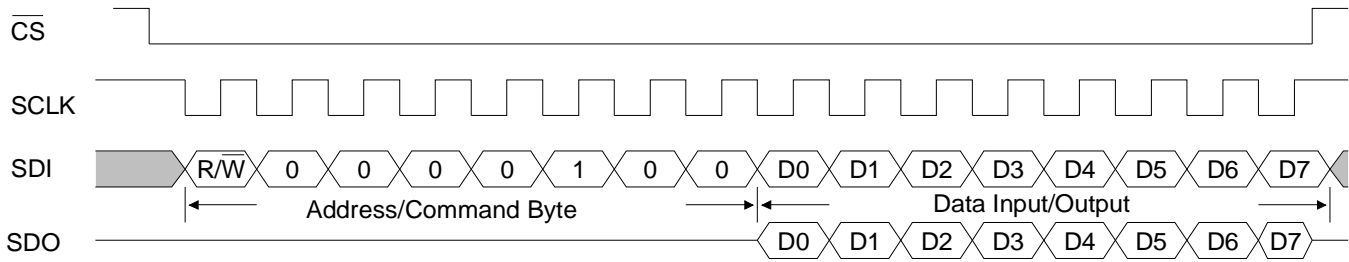 C̅S̅
SCLK
SDI R/W̅ 0 0 0 0 1 0 0 D0 D1 D2 D3 D4 D5 D6 D7
Address/Command Byte Data Input/Output
SDO D0 D1 D2 D3 D4 D5 D6 D7